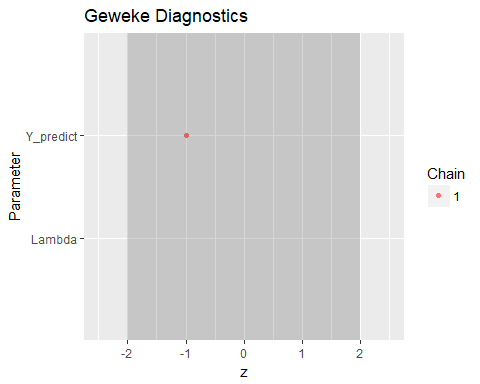 Geweke Diagnostics
Y_predict
Lambda
Parameter
-2 -1 0 1 2
z
Chain
1